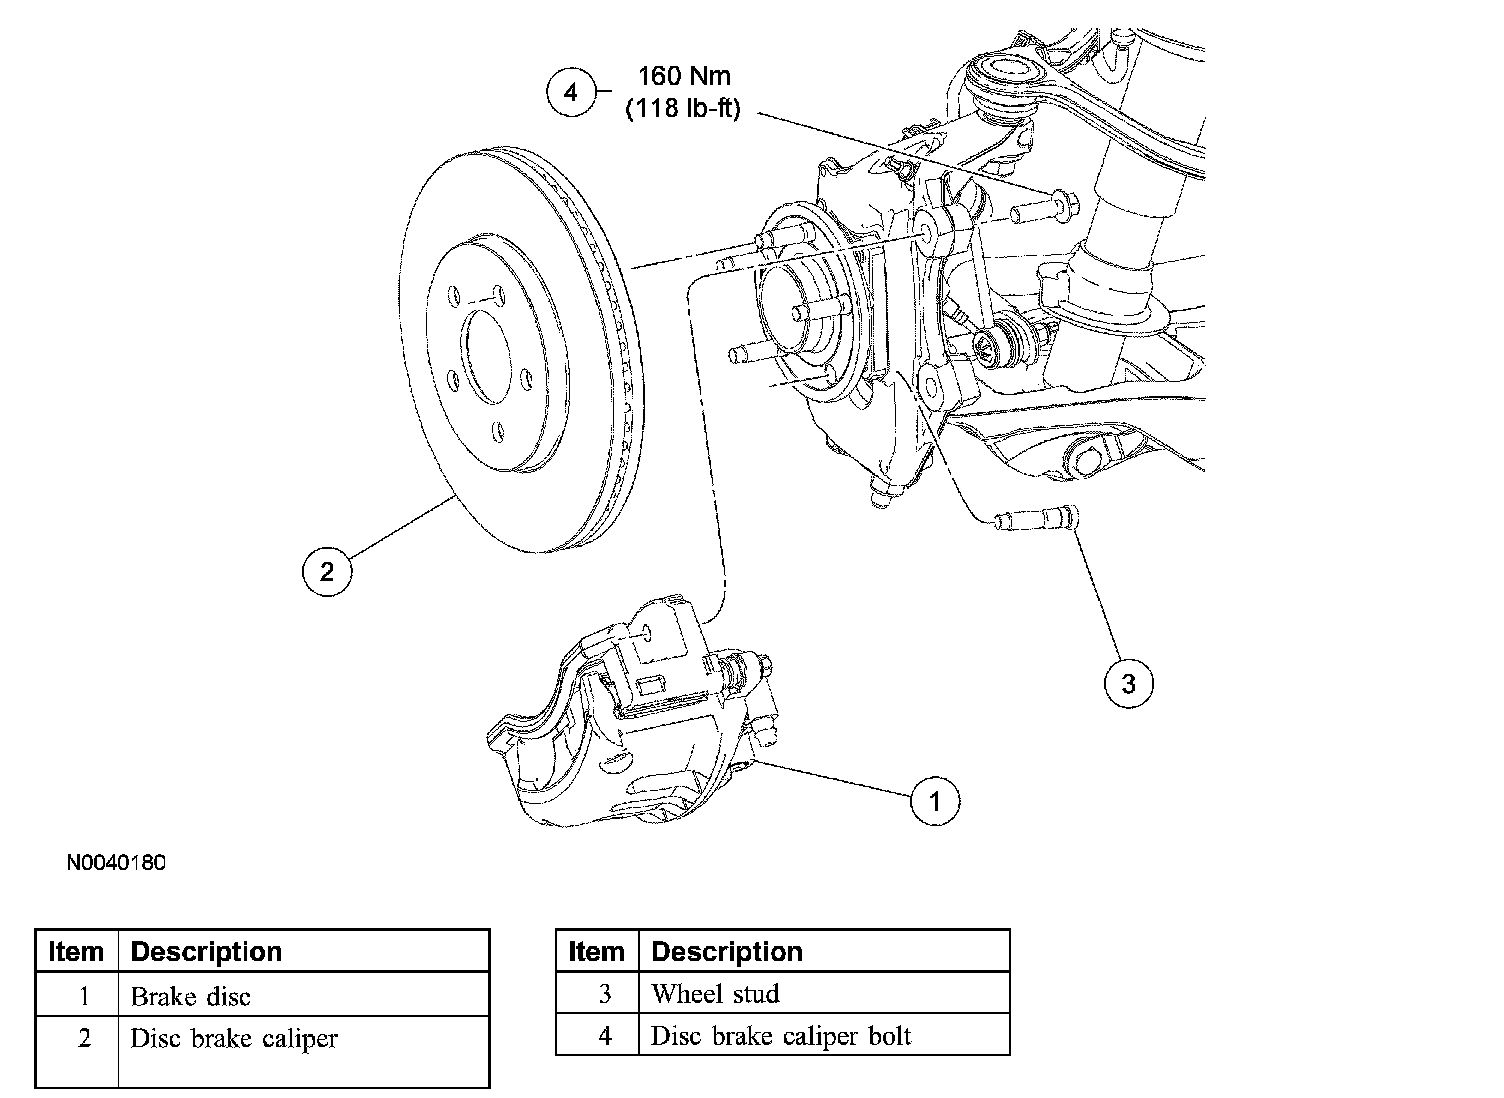 4
160 Nm
(118 lb-ft)
2
3
1
N0040180
Item Description
1 Brake disc
2 Disc brake caliper
Item Description
3 Wheel stud
4 Disc brake caliper bolt